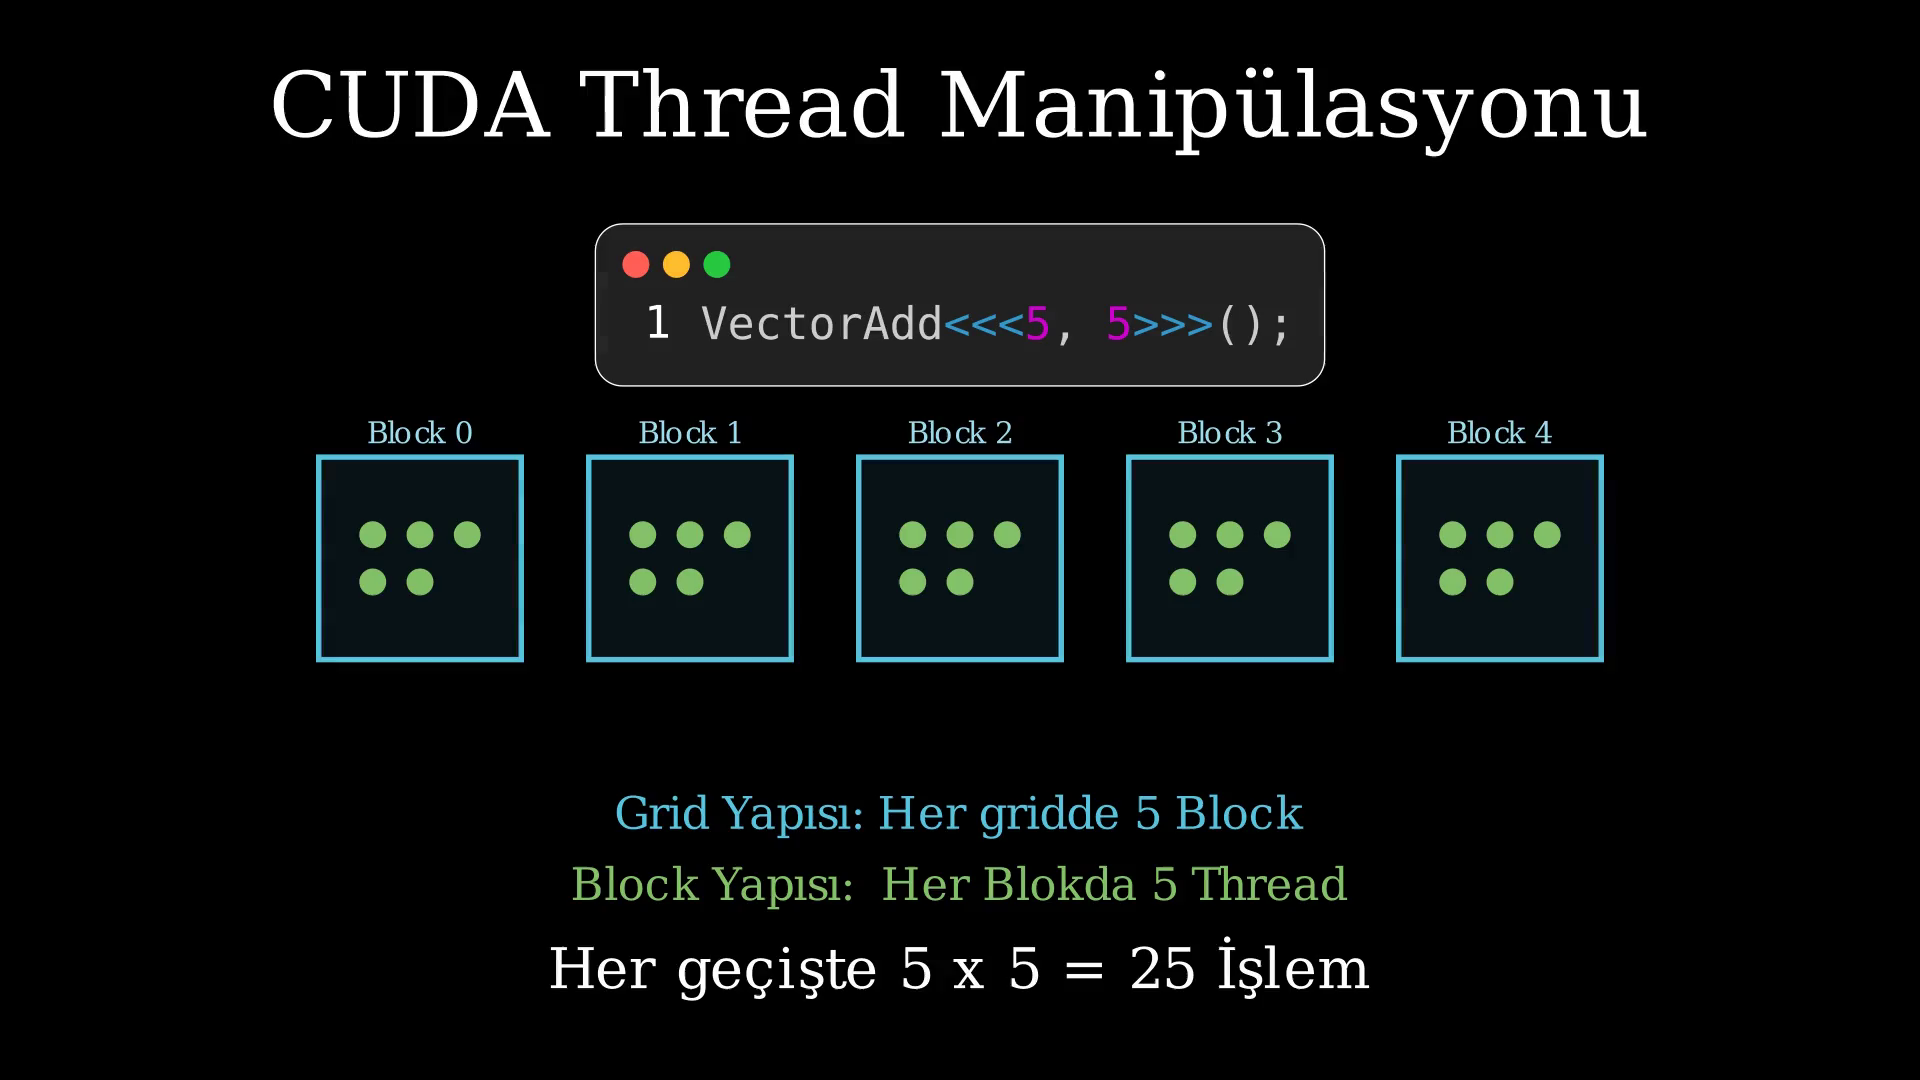 CUDA Thread Manipülasyonu
1 VectorAdd<<<5, 5>>>();
Block 0 Block 1 Block 2 Block 3 Block 4
Grid Yapısı: Her gridde 5 Block
Block Yapısı: Her Blokda 5 Thread
Her geçişte 5 x 5 = 25 İşlem